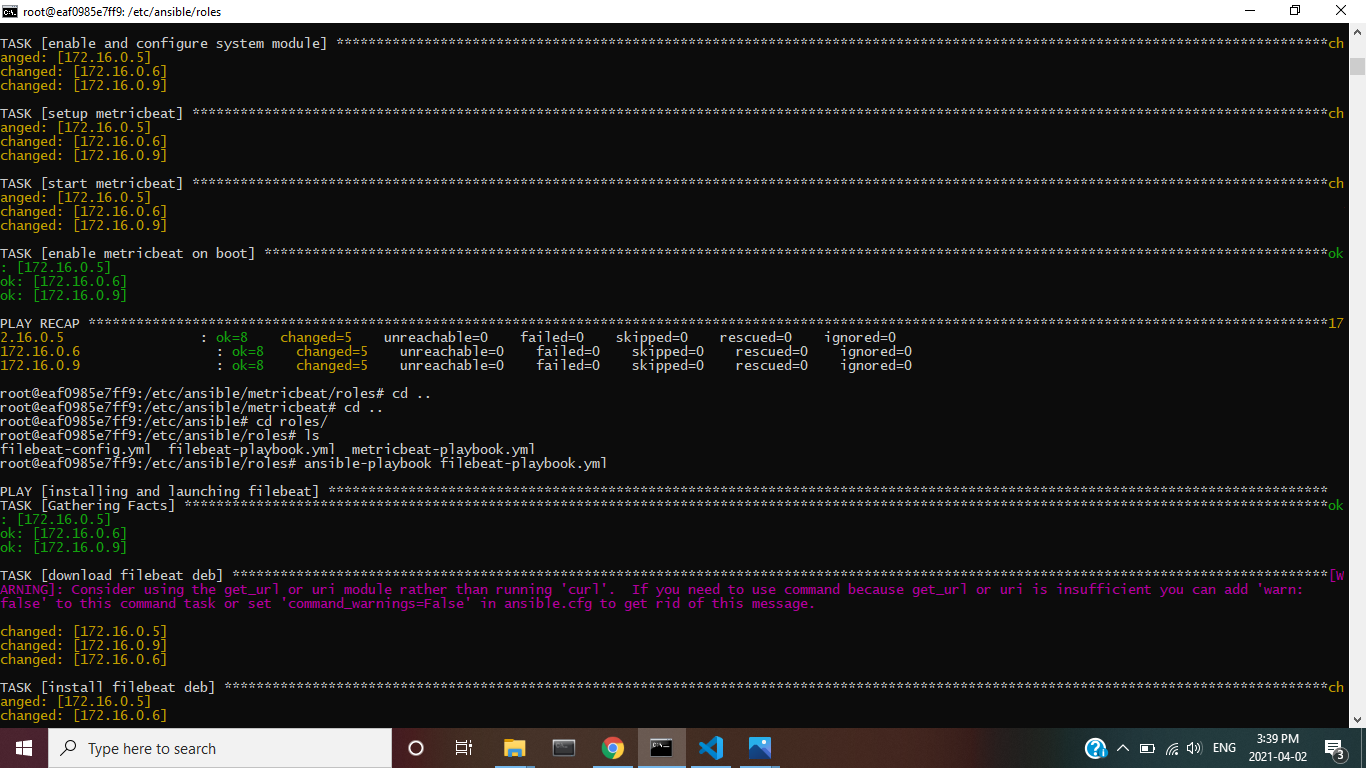 root@eaf0985e7ff9: /etc/ansible/roles
TASK [enable and configure system module] ****************************************************************************************************************************ch
anged: [172.16.0.5]
changed: [172.16.0.6]
changed: [172.16.0.9]
TASK [setup metricbeat] **********************************************************************************************************************************************ch
anged: [172.16.0.5]
changed: [172.16.0.6]
changed: [172.16.0.9]
TASK [start metricbeat] **********************************************************************************************************************************************ch
anged: [172.16.0.5]
changed: [172.16.0.6]
changed: [172.16.0.9]
TASK [enable metricbeat on boot] *************************************************************************************************************************************ok
: [172.16.0.5]
ok: [172.16.0.6]
ok: [172.16.0.9]
PLAY RECAP ***********************************************************************************************************************************************************17
2.16.0.5                 : ok=8    changed=5    unreachable=0    failed=0    skipped=0    rescued=0    ignored=0
172.16.0.6                 : ok=8    changed=5    unreachable=0    failed=0    skipped=0    rescued=0    ignored=0
172.16.0.9                 : ok=8    changed=5    unreachable=0    failed=0    skipped=0    rescued=0    ignored=0
root@eaf0985e7ff9:/etc/ansible/metricbeat/roles# cd ..
root@eaf0985e7ff9:/etc/ansible/metricbeat# cd ..
root@eaf0985e7ff9:/etc/ansible# cd roles/
root@eaf0985e7ff9:/etc/ansible/roles# ls
filebeat-config.yml  filebeat-playbook.yml  metricbeat-playbook.yml
root@eaf0985e7ff9:/etc/ansible/roles# ansible-playbook filebeat-playbook.yml
PLAY [installing and launching filebeat] *****************************************************************************************************************************
TASK [Gathering Facts] ***********************************************************************************************************************************************ok
: [172.16.0.5]
ok: [172.16.0.6]
ok: [172.16.0.9]
TASK [download filebeat deb] *****************************************************************************************************************************************[W
ARNING]: Consider using the get_url or uri module rather than running 'curl'.  If you need to use command because get_url or uri is insufficient you can add 'warn:
false' to this command task or set 'command_warnings=False' in ansible.cfg to get rid of this message.
changed: [172.16.0.5]
changed: [172.16.0.9]
changed: [172.16.0.6]
TASK [install filebeat deb] ******************************************************************************************************************************************ch
anged: [172.16.0.5]
changed: [172.16.0.6]
Type here to search
ENG
3:39 PM
2021-04-02
3